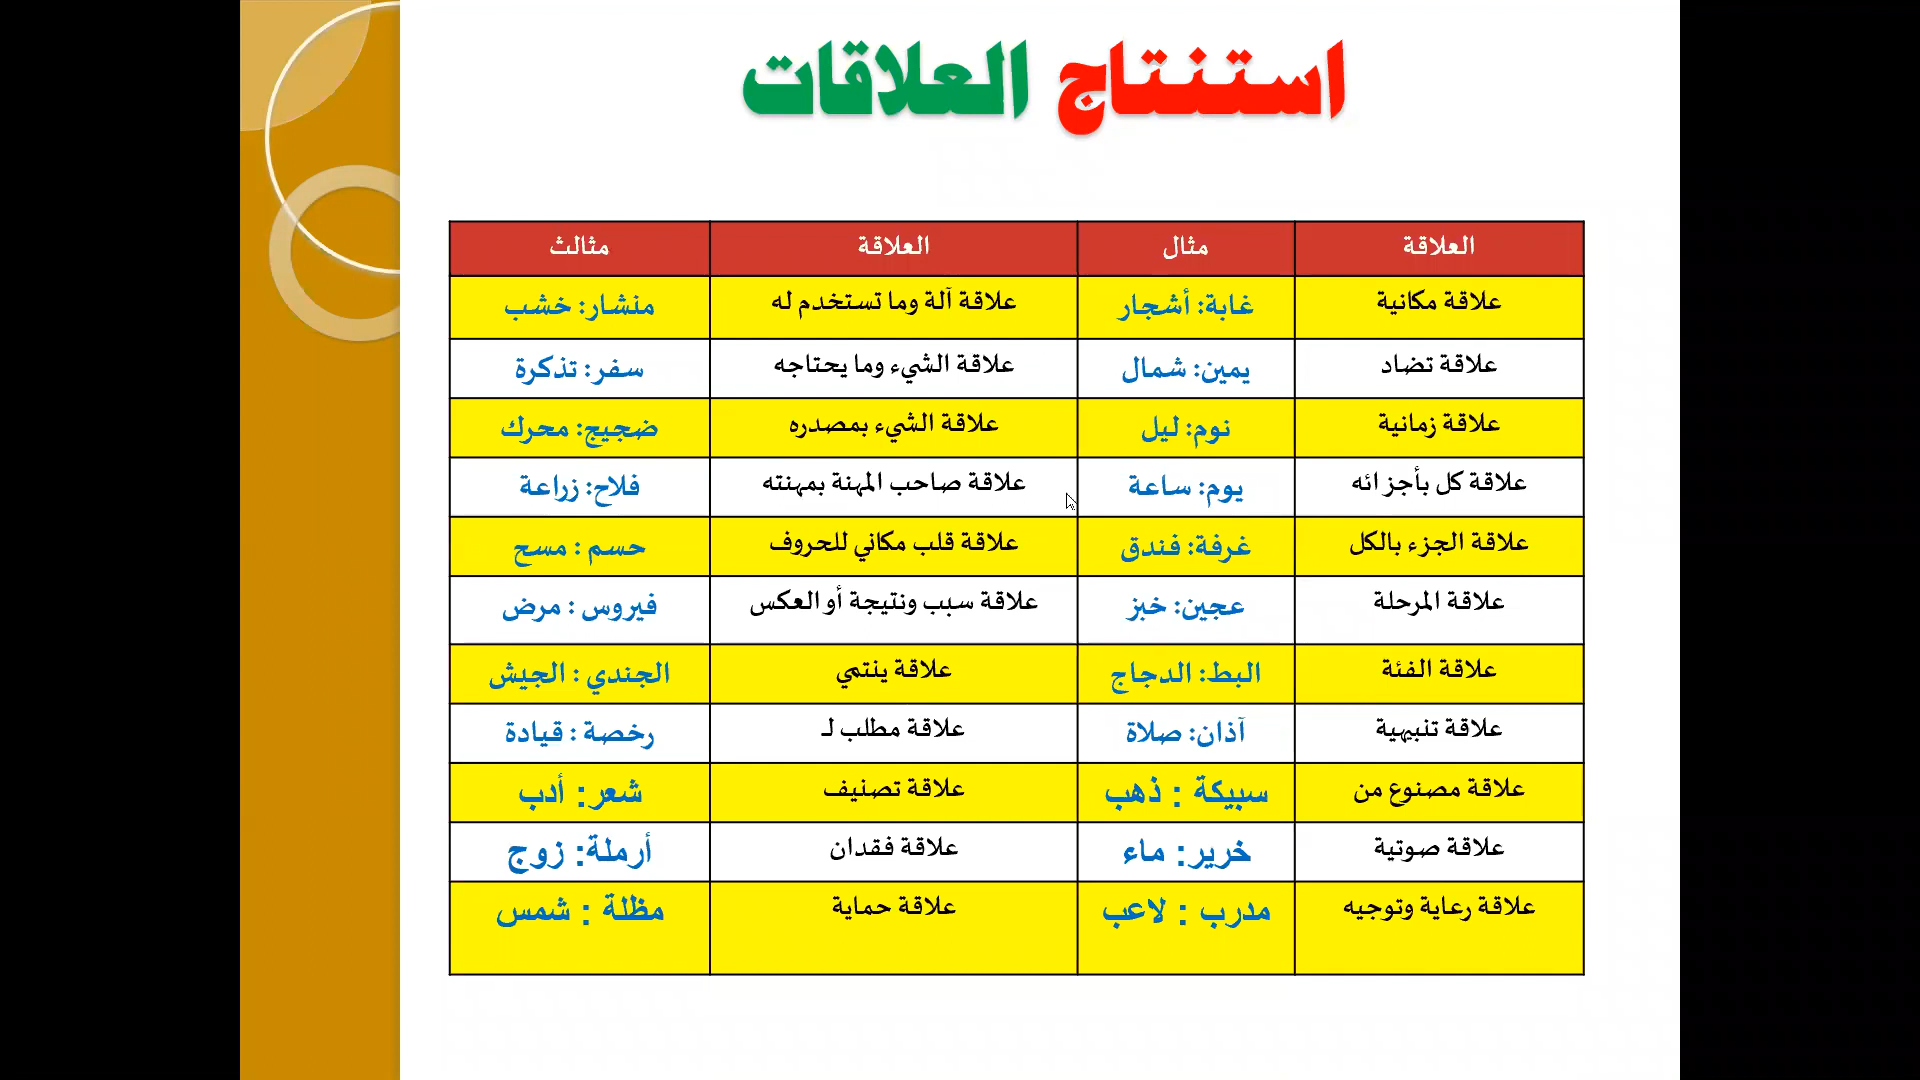 استنتاج العلاقات
العلاقة مثال العلاقة مثالث
علاقة مكانية غابة: أشجار علاقة آلة وما تستخدم له منشار: خشب
علاقة تضاد يمين: شمال علاقة الشيء وما يحتاجه سفر: تذكرة
علاقة زمانية نوم: ليل علاقة الشيء بمصدره ضجيج: محرك
علاقة كل بأجزائه يوم: ساعة علاقة صاحب المهنة بمهنته فلاح: زراعة
علاقة الجزء بالكل غرفة: فندق علاقة قلب مكاني للحروف حسم : مسح
علاقة المرحلة عجين: خبز علاقة سبب ونتيجة أو العكس فيروس : مرض
علاقة الفئة البط: الدجاج علاقة ينتمي الجندي : الجيش
علاقة تنبيهية آذان: صلاة علاقة مطلب لـ رخصة : قيادة
علاقة مصنوع من سبيكة : ذهب علاقة تصنيف شعر: أدب
علاقة صوتية خرير: ماء علاقة فقدان أرملة: زوج
علاقة رعاية وتوجيه مدرب : لاعب علاقة حماية مظلة : شمس